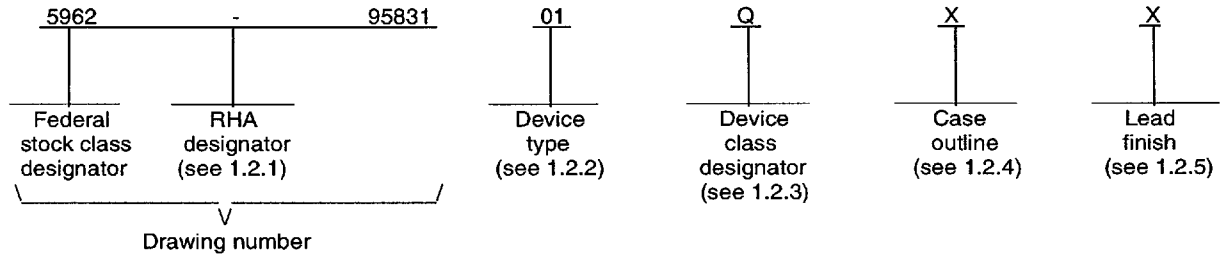 5962 - 95831 01 Q X X
Federal stock class designator
RHA designator (see 1.2.1)
Device type (see 1.2.2)
Device class designator (see 1.2.3)
Case outline (see 1.2.4)
Lead finish (see 1.2.5)
Drawing number